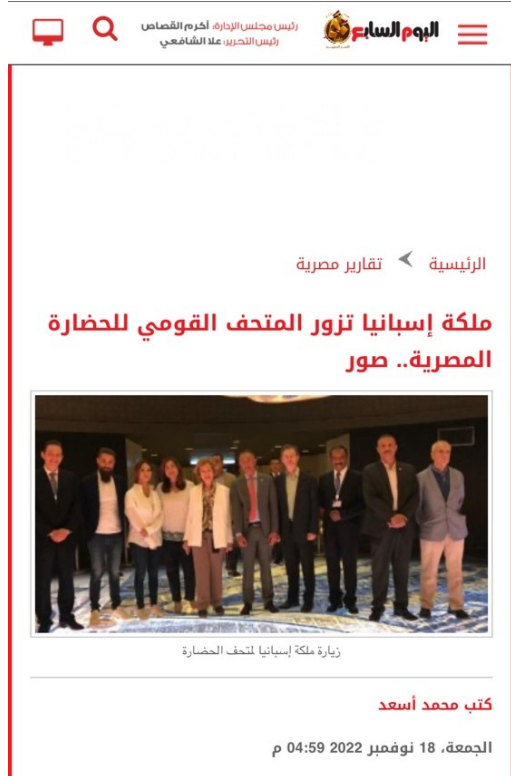 اليوم السابع
رئيس مجلس الإدارة: أكرم القصاص
رئيس التحرير: علا الشافعي
الرئيسية
تقارير مصرية
ملكة إسبانيا تزور المتحف القومي للحضارة
المصرية.. صور
زيارة ملكة إسبانيا لمتحف الحضارة
كتب محمد أسعد
الجمعة، 18 نوفمبر 2022 04:59 م